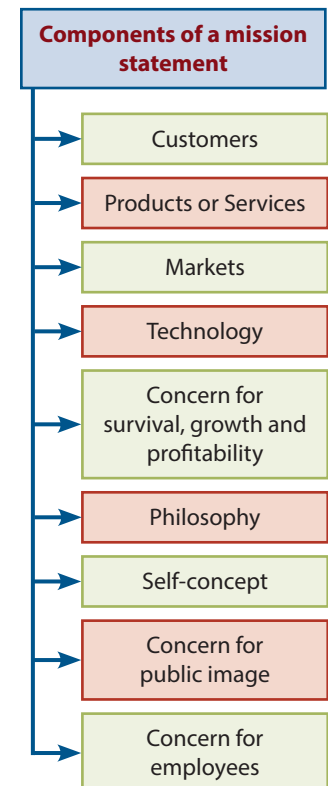 Components of a mission
statement
Customers
Products or Services
Markets
Technology
Concern for
survival, growth and
profitability
Philosophy
Self-concept
Concern for
public image
Concern for
employees